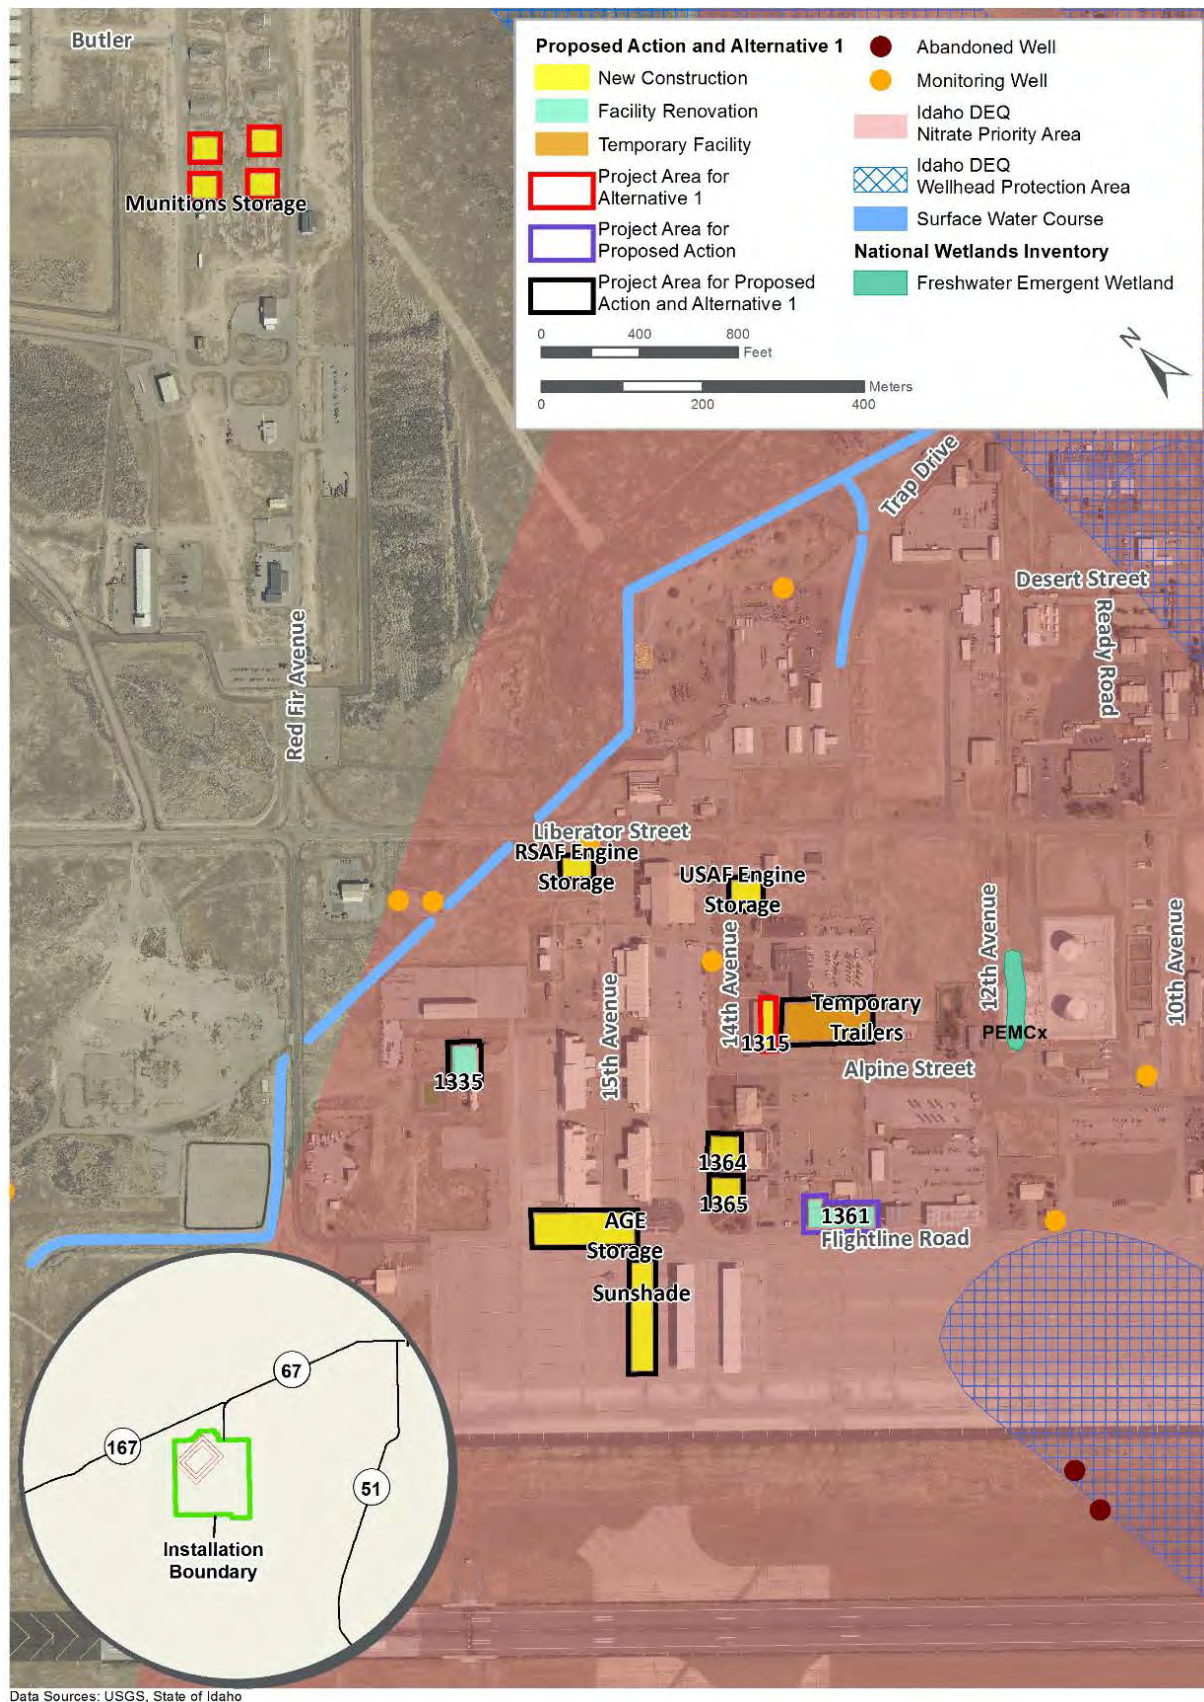 Butler
Munitions Storage
Proposed Action and Alternative 1
New Construction
Facility Renovation
Temporary Facility
Project Area for
Alternative 1
Project Area for
Proposed Action
Project Area for Proposed
Action and Alternative 1
Abandoned Well
Monitoring Well
Idaho DEQ
Nitrate Priority Area
Idaho DEQ
Wellhead Protection Area
Surface Water Course
National Wetlands Inventory
Freshwater Emergent Wetland
0 400 800
Feet
Meters
0 200 400
N
Trap Drive
Desert Street
Ready Road
Red Fir Avenue
Liberator Street
RSAF Engine
Storage
USAF Engine
Storage
14th Avenue
15th Avenue
12th Avenue
10th Avenue
Temporary
Trailers
1315
PEMCx
Alpine Street
1335
1364
1365
1361
Flightline Road
AGE
Storage
Sunshade
67
167
51
Installation
Boundary
Data Sources: USGS, State of Idaho